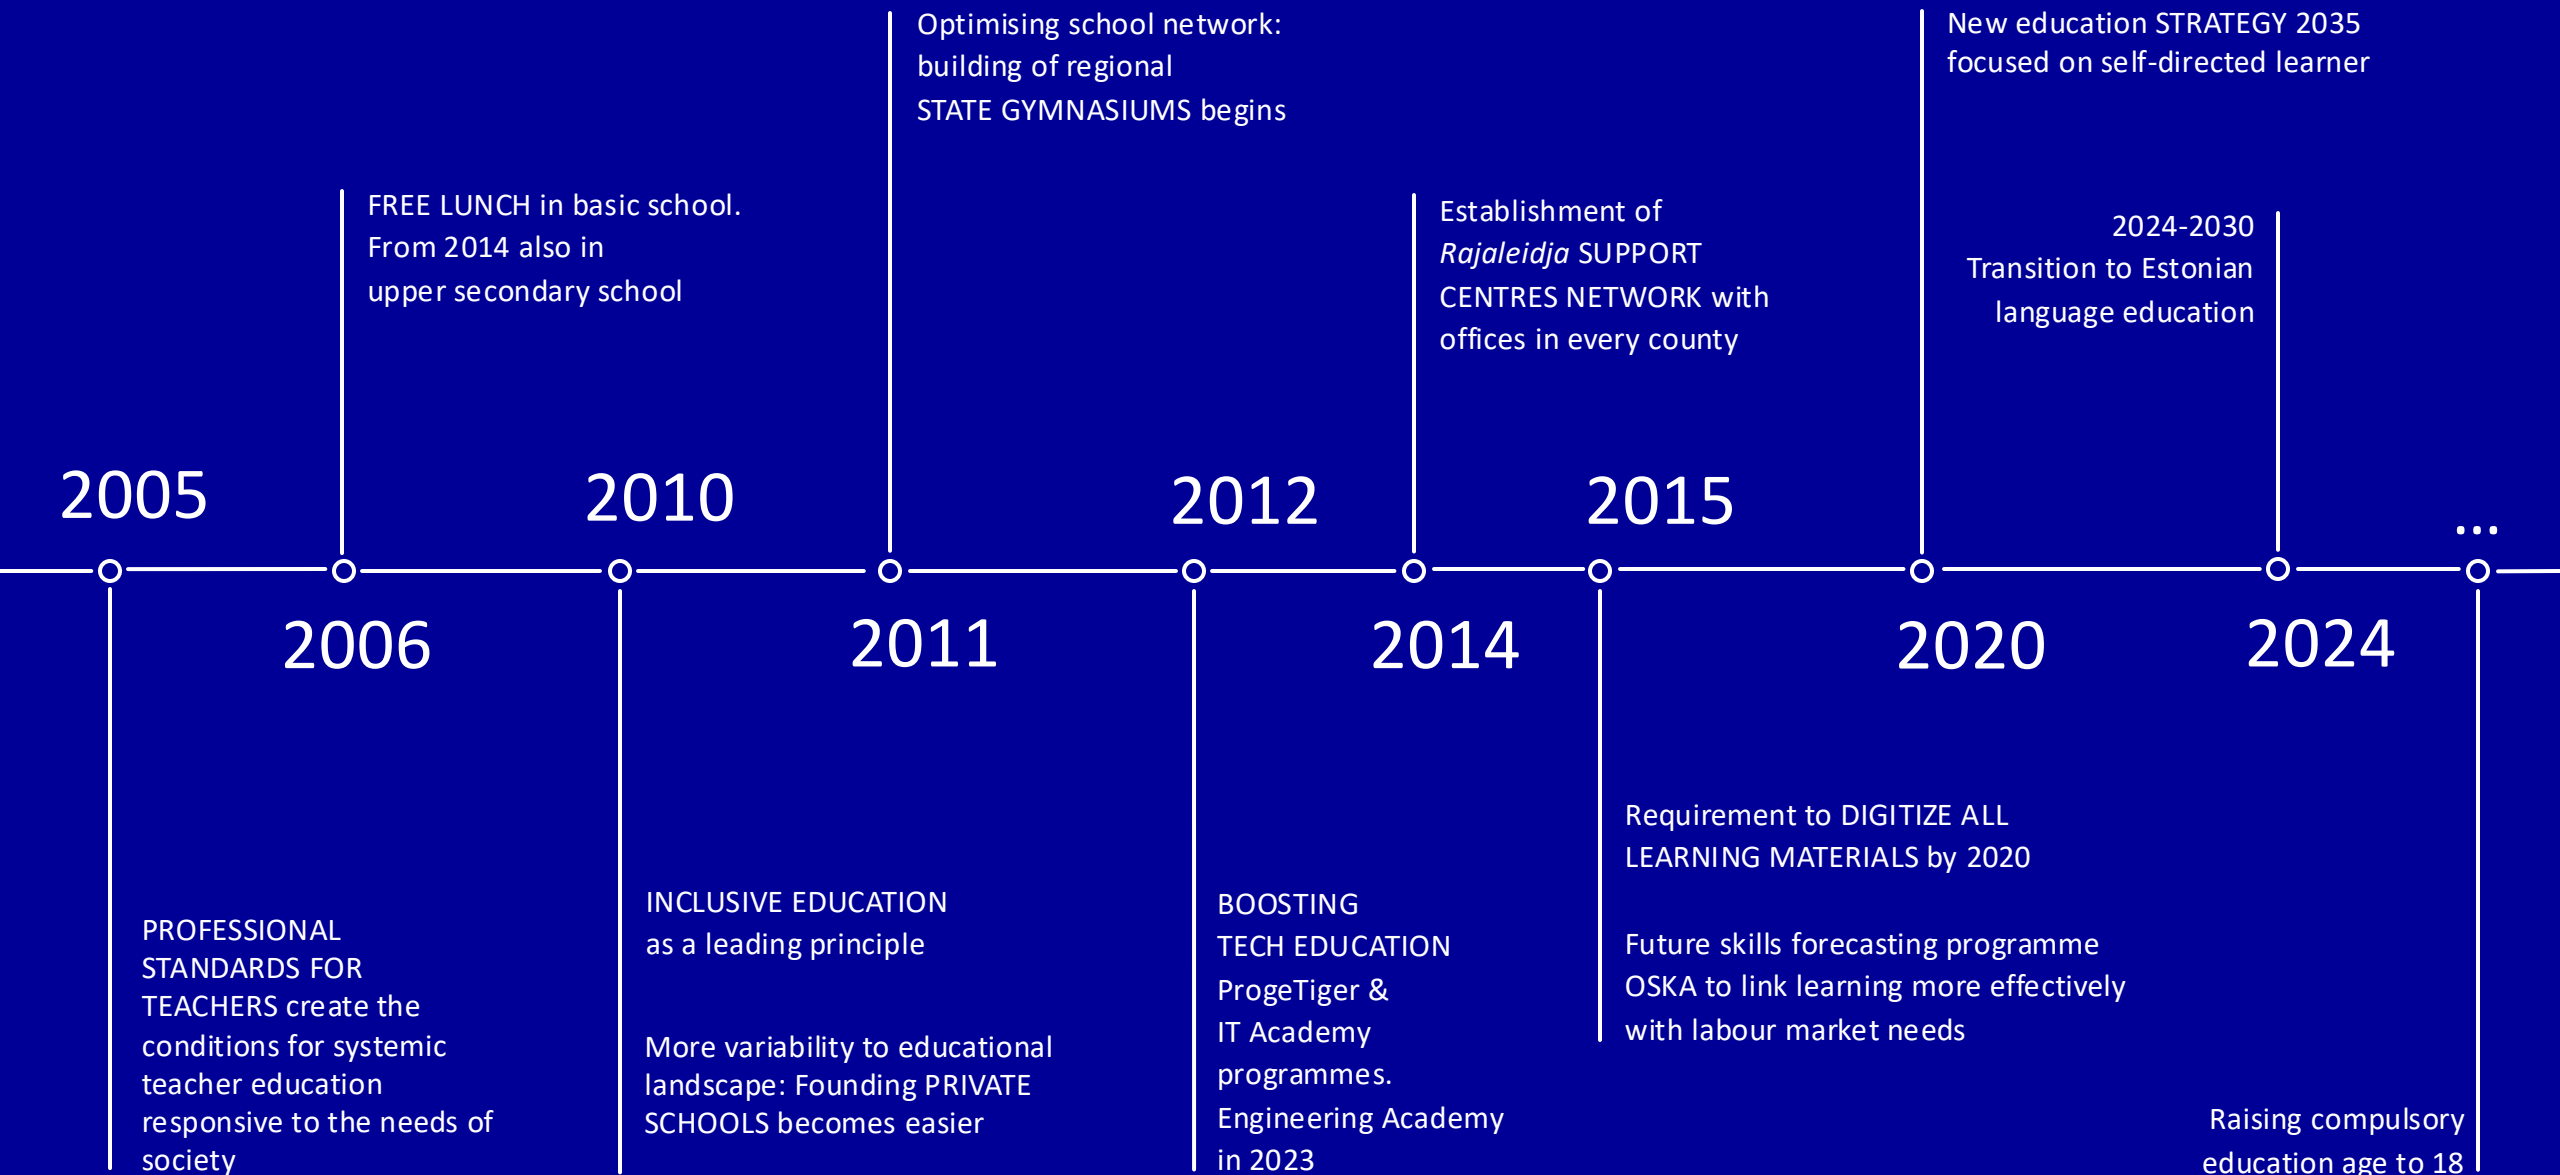 Optimising school network:
building of regional
STATE GYMNASIUMS begins
New education STRATEGY 2035
focused on self-directed learner
FREE LUNCH in basic school.
From 2014 also in
upper secondary school
Establishment of
Rajaleidja SUPPORT
CENTRES NETWORK with
offices in every county
2024-2030
Transition to Estonian
language education
2005
2010
2012
2015
...
2006
2011
2014
2020
2024
PROFESSIONAL
STANDARDS FOR
TEACHERS create the
conditions for systemic
teacher education
responsive to the needs of
society
INCLUSIVE EDUCATION
as a leading principle
More variability to educational
landscape: Founding PRIVATE
SCHOOLS becomes easier
BOOSTING
TECH EDUCATION
ProgeTiger &
IT Academy
programmes.
Engineering Academy
in 2023
Requirement to DIGITIZE ALL
LEARNING MATERIALS by 2020
Future skills forecasting programme
OSKA to link learning more effectively
with labour market needs
Raising compulsory
education age to 18